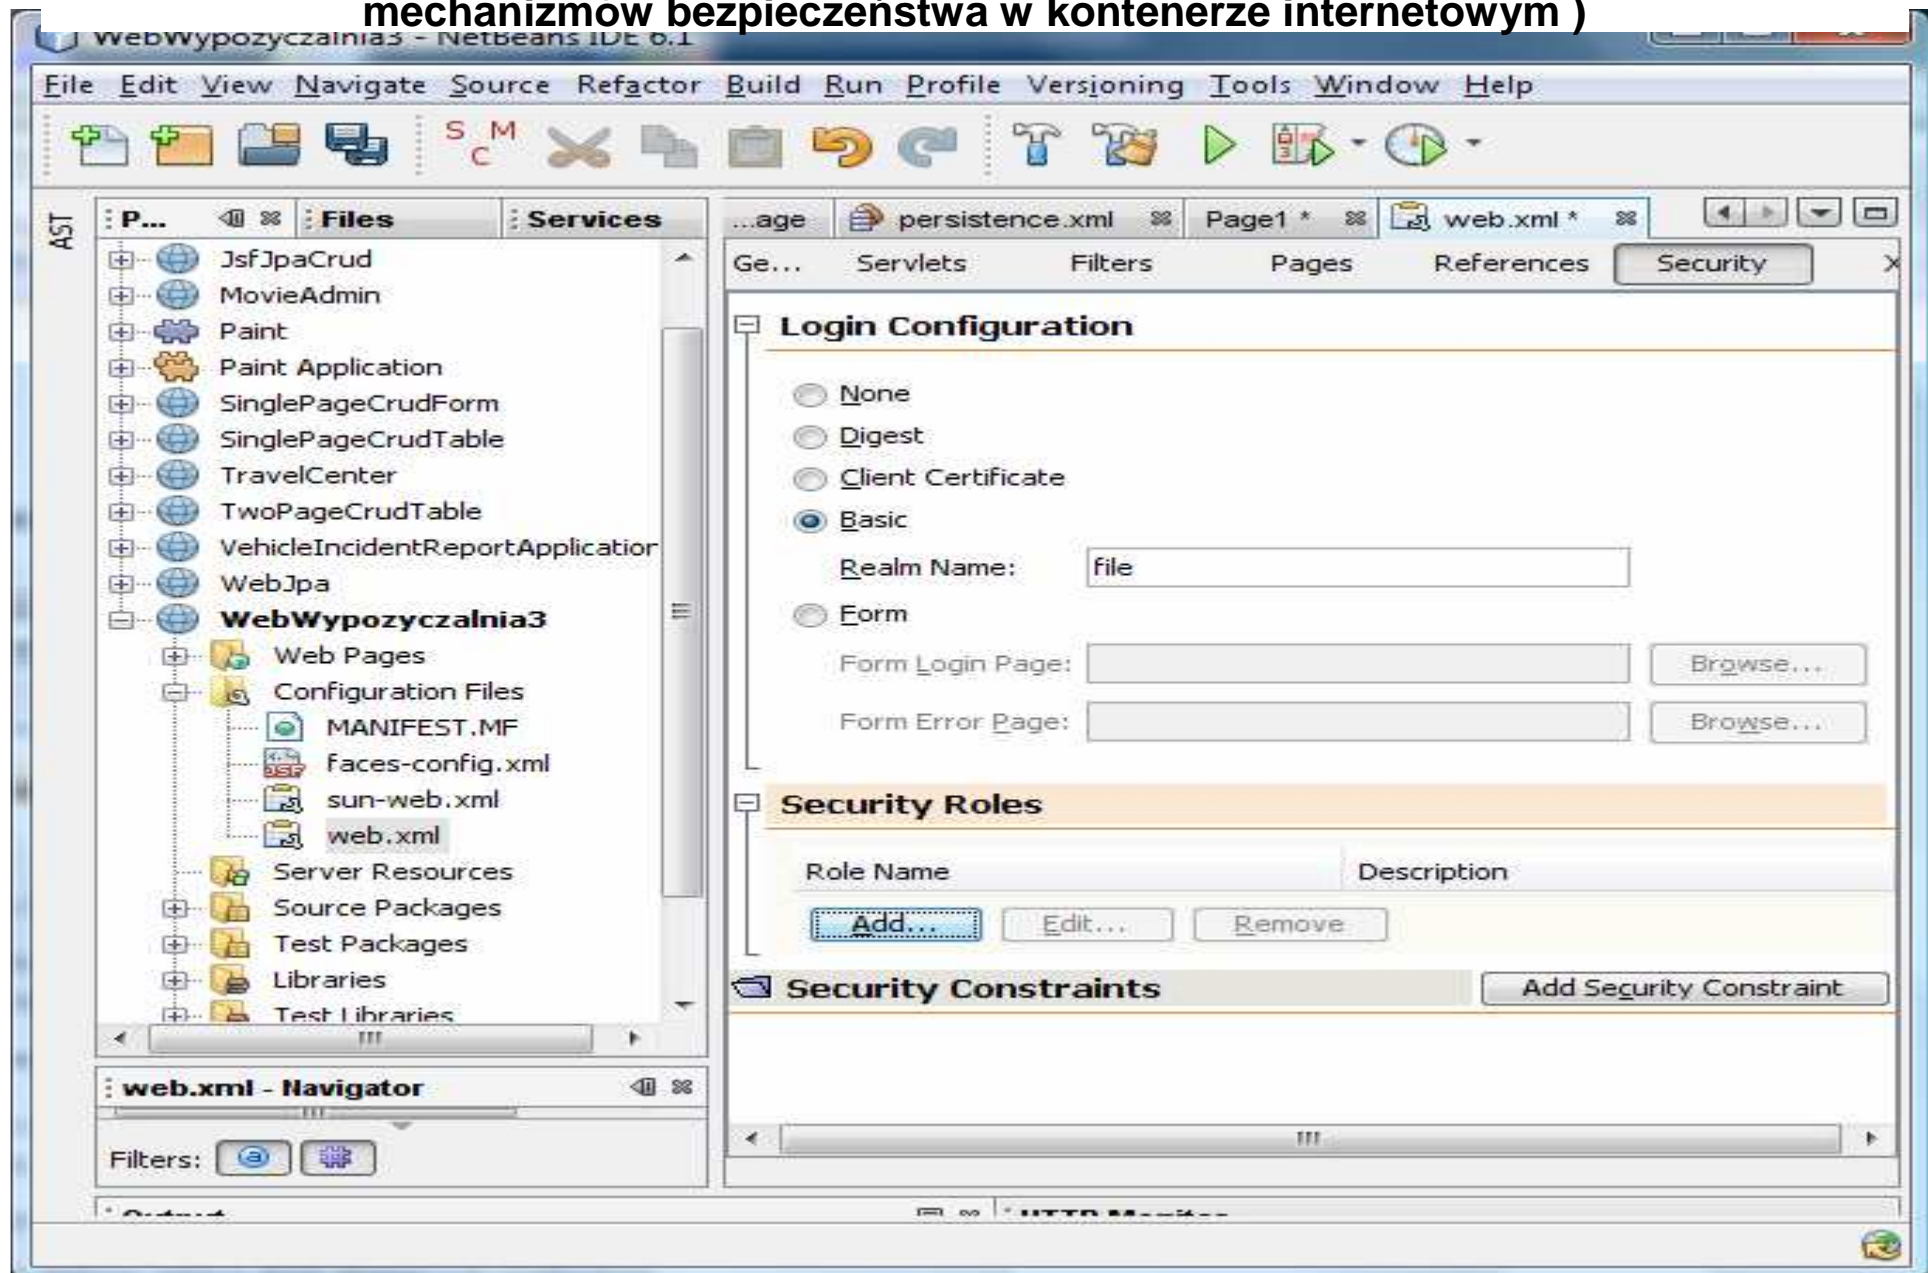 mechanizmów bezpieczeństwa w kontenerze internetowym )
WebWypozyczalnia3 - NetBeans IDE 6.1
File Edit View Navigate Source Refactor Build Run Profile Versioning Tools Window Help
S M C
AST
P... Files Services
JsfJpaCrud
MovieAdmin
Paint
Paint Application
SinglePageCrudForm
SinglePageCrudTable
TravelCenter
TwoPageCrudTable
VehicleIncidentReportApplication
WebJpa
WebWypozyczalnia3
Web Pages
Configuration Files
MANIFEST.MF
faces-config.xml
sun-web.xml
web.xml
Server Resources
Source Packages
Test Packages
Libraries
Test Libraries
web.xml - Navigator
Filters:
...age persistence.xml Page1 * web.xml *
Ge... Servlets Filters Pages References Security X
Login Configuration
None
Digest
Client Certificate
Basic
Realm Name: file
Form
Form Login Page: Browse...
Form Error Page: Browse...
Security Roles
Role Name Description
Add... Edit... Remove
Security Constraints Add Security Constraint
Output HTTP Monitor